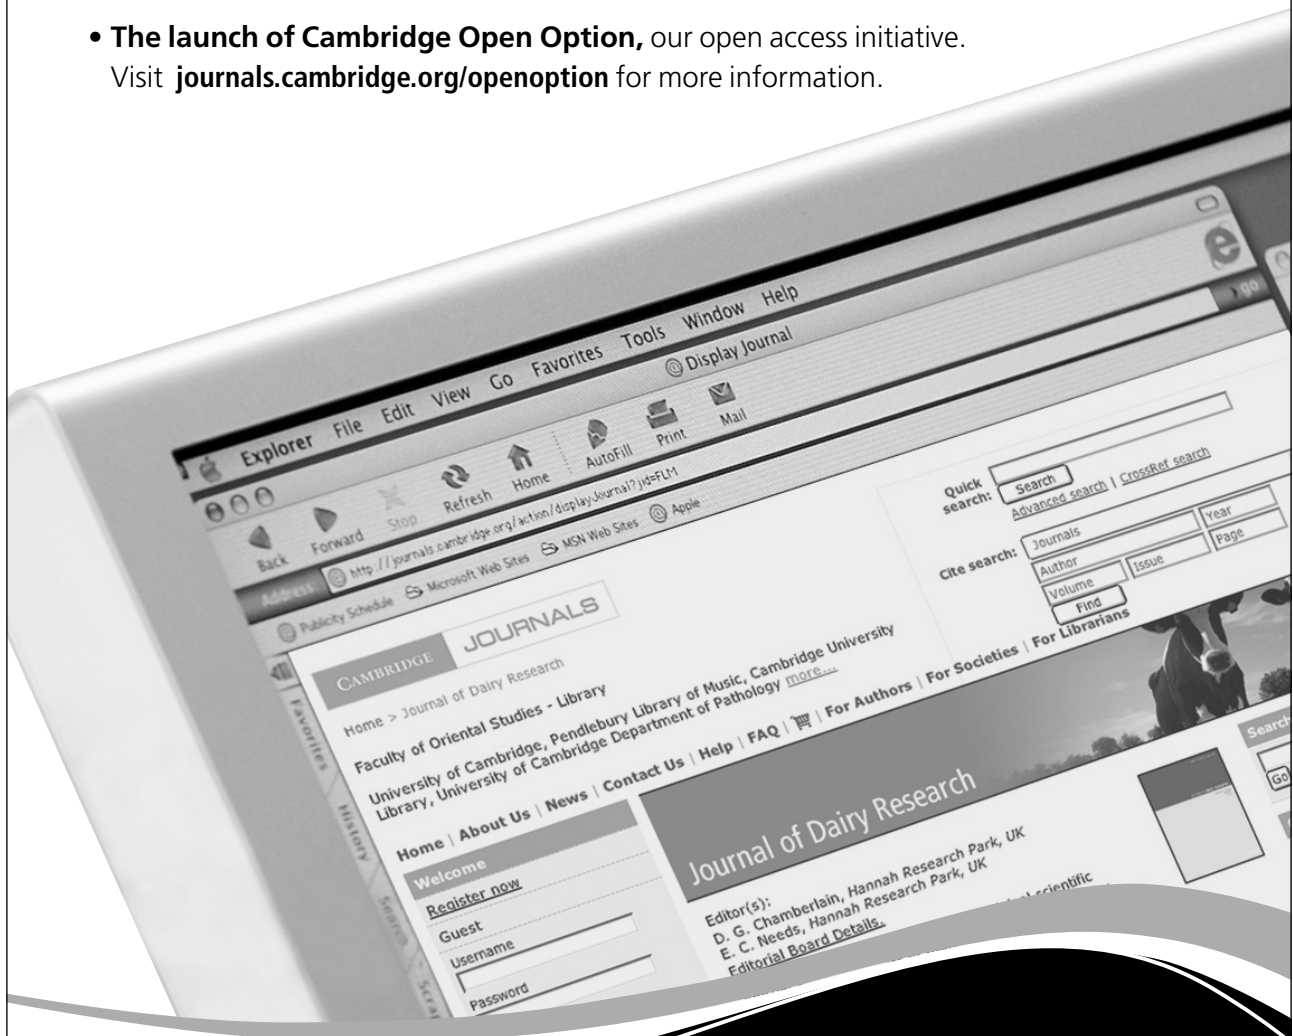 • The launch of Cambridge Open Option, our open access initiative.
Visit journals.cambridge.org/openoption for more information.
Explorer File Edit View Go Favorites Tools Window Help
@ Display Journal
Back Forward Stop Refresh Home AutoFill Print Mail
Address @ http://journals.cambridge.org/action/displayJournal?jid=FLM
go
@ Publicity Schedule Microsoft Web Sites MSN Web Sites @ Apple
Favorites
History
Search
Scrap
CAMBRIDGE JOURNALS
Quick search:
Search
Advanced search | CrossRef search
Cite search:
Journals Year
Author
Volume Issue Page
Find
Home > Journal of Dairy Research
Faculty of Oriental Studies - Library
University of Cambridge, Pendlebury Library of Music, Cambridge University
Library, University of Cambridge Department of Pathology more...
Home | About Us | News | Contact Us | Help | FAQ | | For Authors | For Societies | For Librarians
Welcome
Register now
Guest
Username
Password
Journal of Dairy Research
Search
Go
Editor(s):
D. G. Chamberlain, Hannah Research Park, UK
E. C. Needs, Hannah Research Park, UK
Editorial Board Details.
scientific